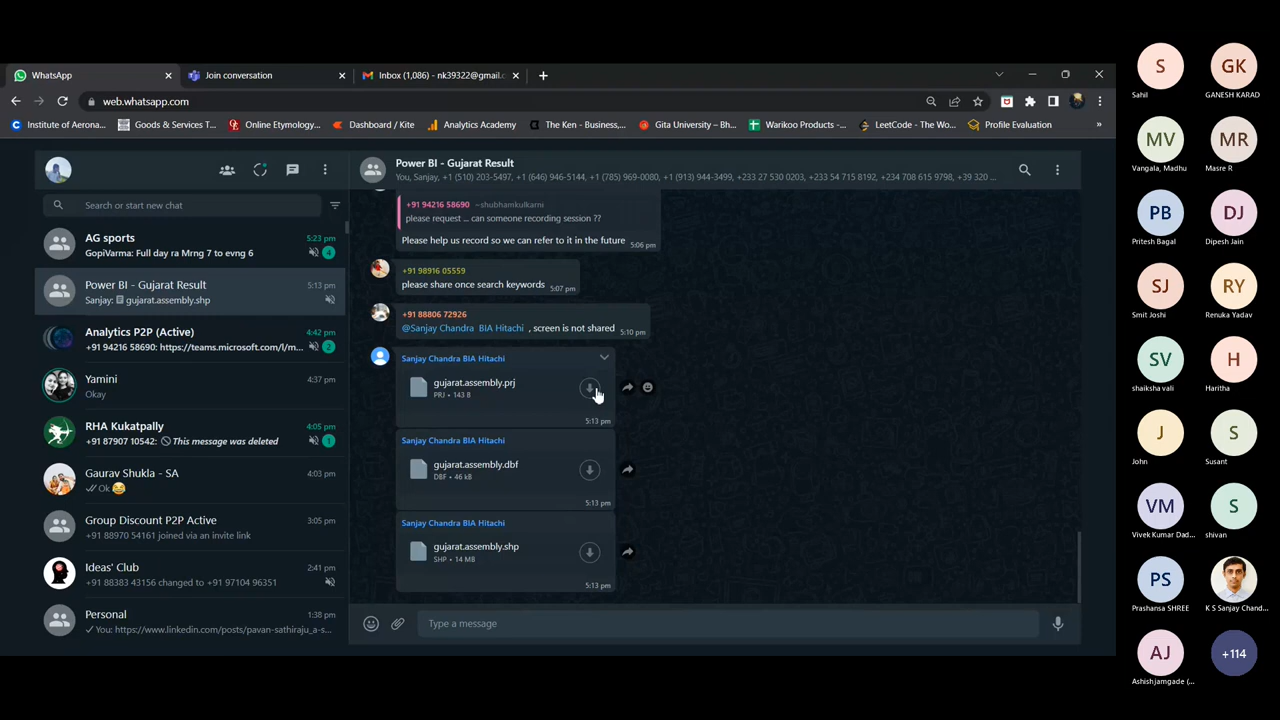 WhatsApp
Join conversation
Inbox (1,086) - nk39322@gmail.c
web.whatsapp.com
Institute of Aerona...
Goods & Services T...
Online Etymology...
Dashboard / Kite
Analytics Academy
The Ken - Business,...
Gita University – Bh...
Warikoo Products -...
LeetCode - The Wo...
Profile Evaluation
»
Search or start new chat
AG sports
5:23 pm
GopiVarma: Full day ra Mrng 7 to evng 6
4
Power BI - Gujarat Result
5:13 pm
Sanjay: gujarat.assembly.shp
Analytics P2P (Active)
4:42 pm
+91 94216 58690: https://teams.microsoft.com/l/m...
2
Yamini
4:37 pm
Okay
RHA Kukatpally
4:05 pm
+91 87907 10542: This message was deleted
1
Gaurav Shukla - SA
4:03 pm
Ok 😂
Group Discount P2P Active
3:05 pm
+91 88970 54161 joined via an invite link
Ideas' Club
2:41 pm
+91 88383 43156 changed to +91 97104 96351
Personal
1:38 pm
You: https://www.linkedin.com/posts/pavan-sathiraju_a-s...
Power BI - Gujarat Result
You, Sanjay, +1 (510) 203-5497, +1 (646) 946-5144, +1 (785) 969-0080, +1 (913) 944-3499, +233 27 530 0203, +233 54 715 8192, +234 708 615 9798, +39 320 ...
+91 94216 58690 ~shubhamkulkarni
please request ... can someone recording session ??
Please help us record so we can refer to it in the future
5:06 pm
+91 98916 05559
please share once search keywords
5:07 pm
+91 88806 72926
@Sanjay Chandra BIA Hitachi , screen is not shared
5:10 pm
Sanjay Chandra BIA Hitachi
gujarat.assembly.prj
PRJ • 143 B
5:13 pm
Sanjay Chandra BIA Hitachi
gujarat.assembly.dbf
DBF • 46 kB
5:13 pm
Sanjay Chandra BIA Hitachi
gujarat.assembly.shp
SHP • 14 MB
5:13 pm
Type a message
S
Sahil
GK
GANESH KARAD
MV
Vangala, Madhu
MR
Masre R
PB
Pritesh Bagal
DJ
Dipesh Jain
SJ
Smit Joshi
RY
Renuka Yadav
SV
shaiksha vali
H
Haritha
J
John
S
Susant
VM
Vivek Kumar Dad...
S
shivan
PS
Prashansa SHREE
K S Sanjay Chand...
AJ
Ashish jamgade (...
+114